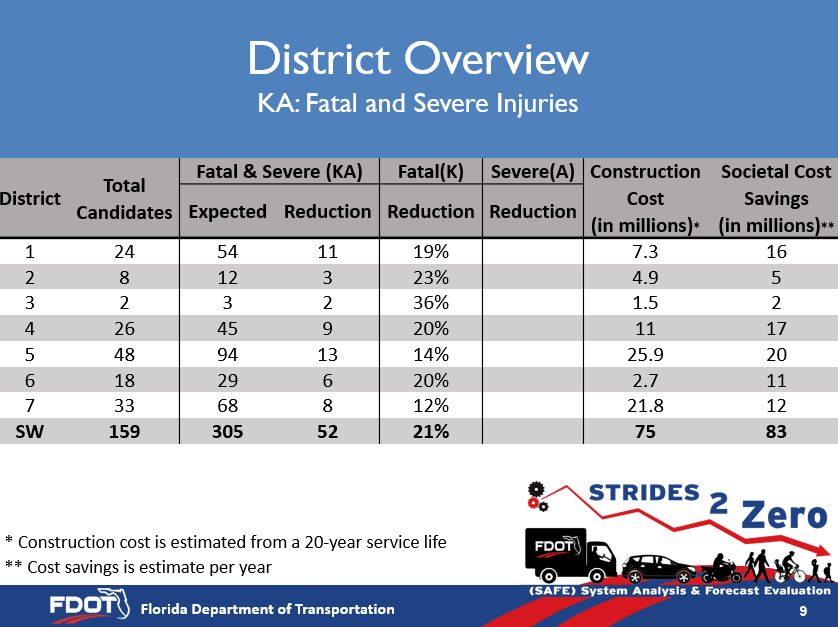 District Overview
KA: Fatal and Severe Injuries
District Total Candidates Fatal & Severe (KA) Fatal(K) Severe(A) Construction Cost (in millions)* Societal Cost Savings (in millions)**
Expected Reduction Reduction Reduction
1 24 54 11 19% 7.3 16
2 8 12 3 23% 4.9 5
3 2 3 2 36% 1.5 2
4 26 45 9 20% 11 17
5 48 94 13 14% 25.9 20
6 18 29 6 20% 2.7 11
7 33 68 8 12% 21.8 12
SW 159 305 52 21% 75 83
STRIDES 2 Zero
FDOT
* Construction cost is estimated from a 20-year service life
** Cost savings is estimate per year
(SAFE) System Analysis & Forecast Evaluation
FDOT Florida Department of Transportation
9